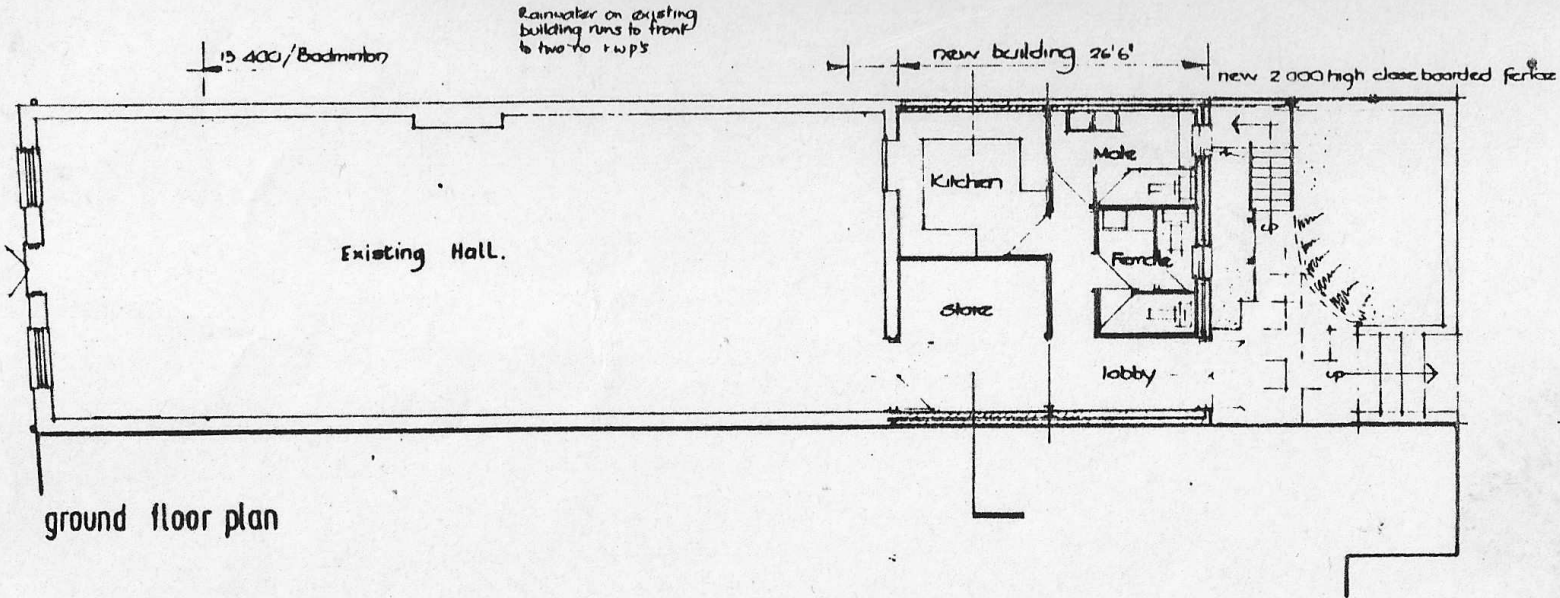 Rainwater on existing
building runs to front
to two no rwp's
13 400/Badminton
new building 26'6"
new 2 000 high close boarded fence
Male
Kitchen
Existing Hall.
up
Female
Store
lobby
up
ground floor plan